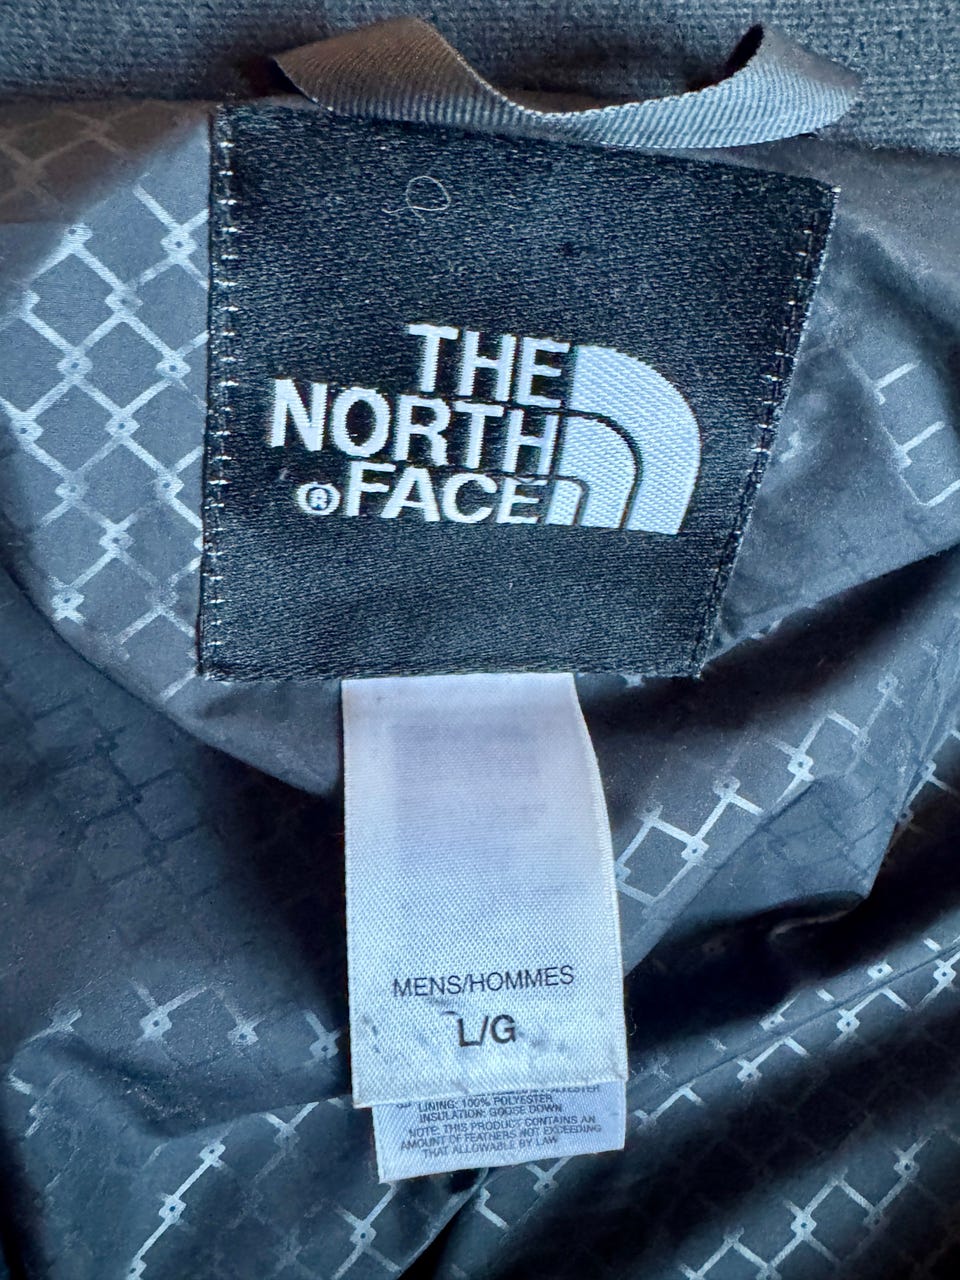 THE
NORTH
® FACE
MENS/HOMMES
L/G
POLYESTER
LINING: 100% POLYESTER
INSULATION: GOOSE DOWN
NOTE: THIS PRODUCT CONTAINS AN
AMOUNT OF FEATHERS NOT EXCEEDING
THAT ALLOWABLE BY LAW